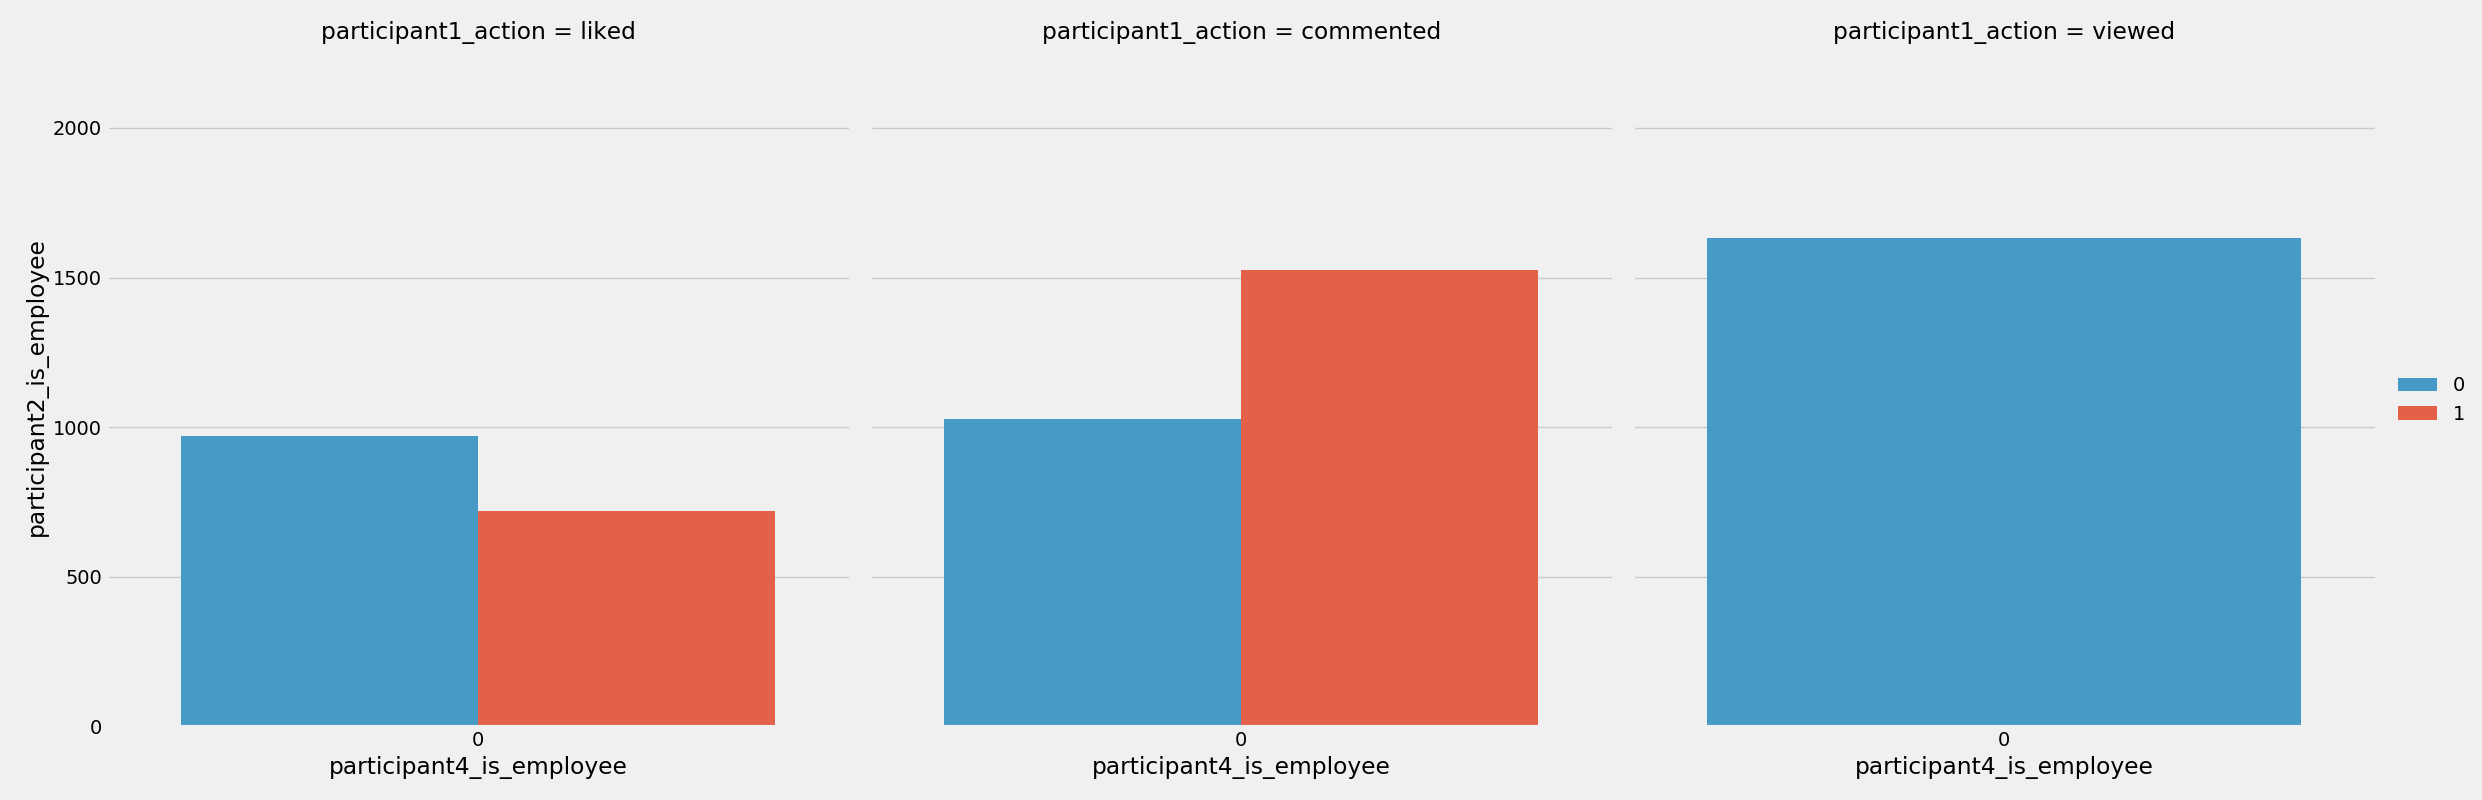 participant1_action = liked
participant1_action = commented
participant1_action = viewed
participant2_is_employee
2000
1500
1000
500
0
0
0
0
participant4_is_employee
participant4_is_employee
participant4_is_employee
0
1